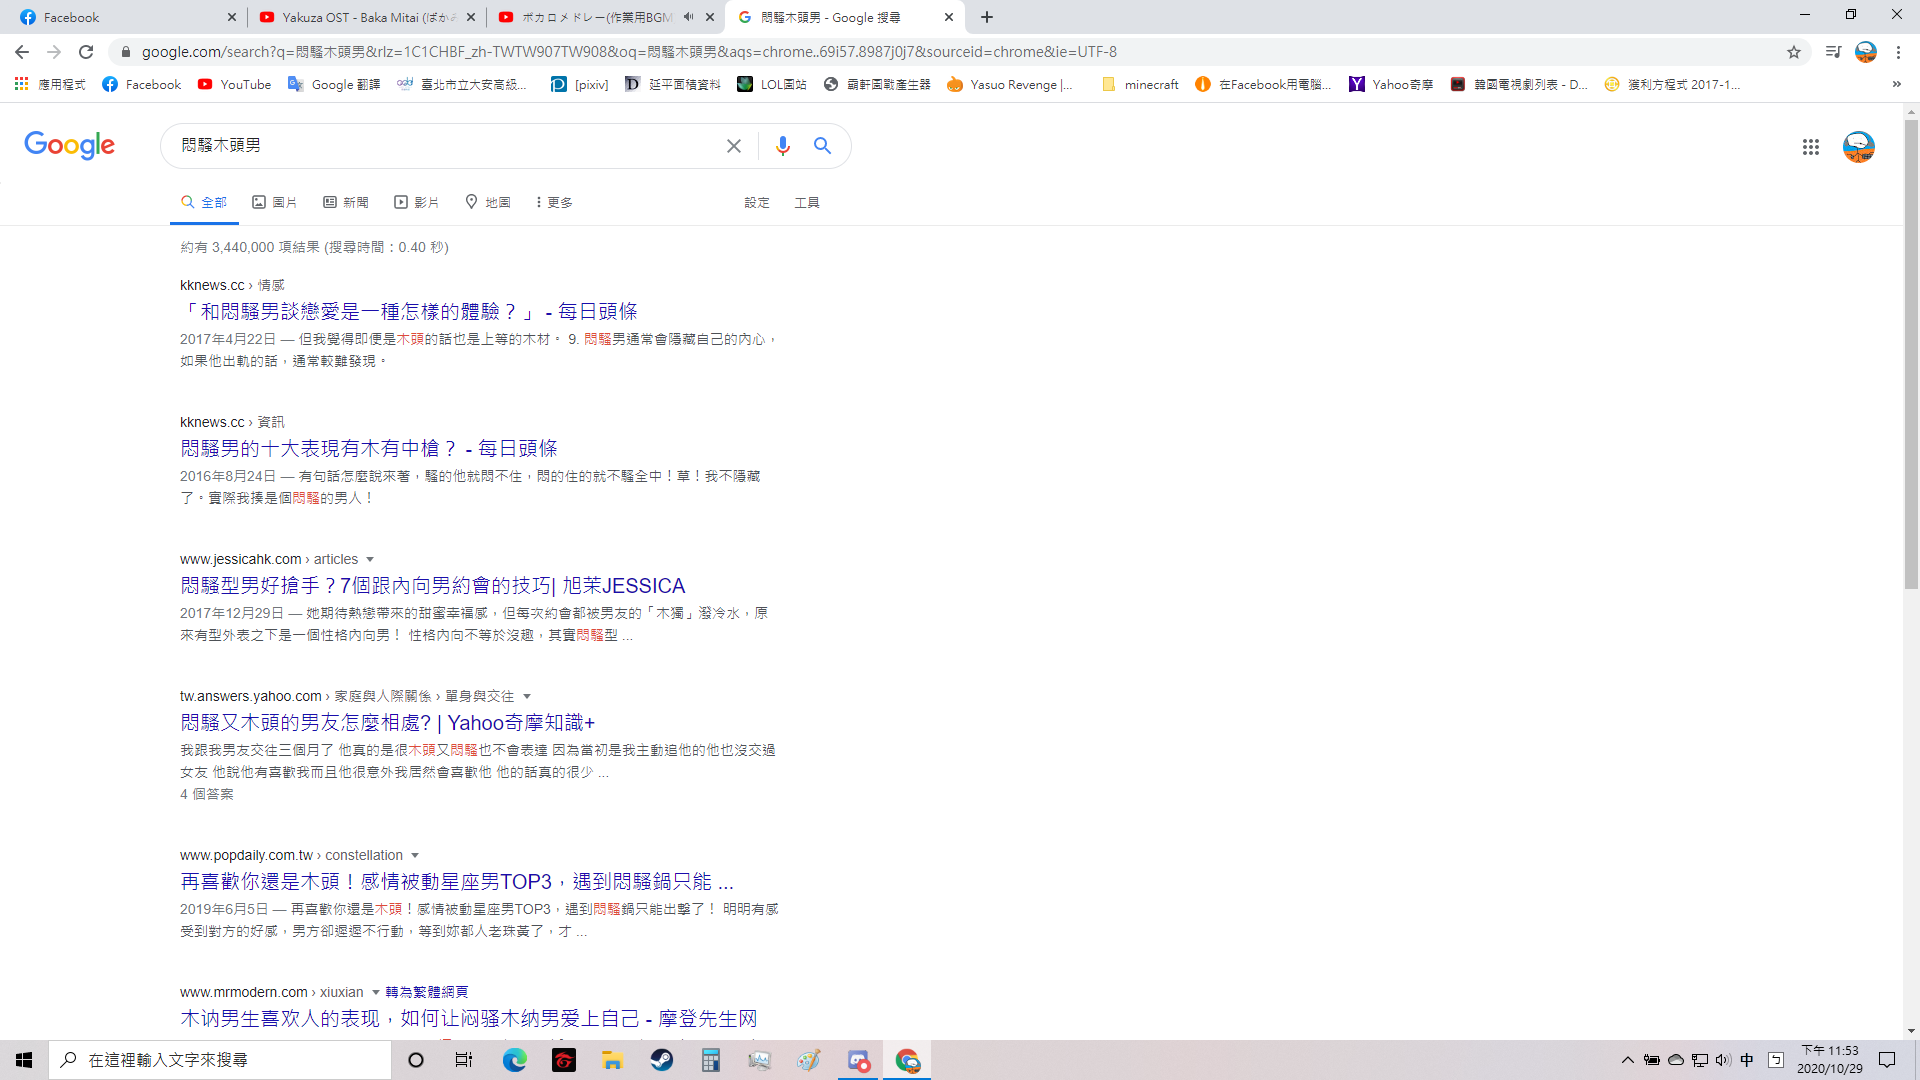 Facebook
Yakuza OST - Baka Mitai (ばかみ
ボカロメドレー(作業用BGM
悶騷木頭男 - Google 搜尋
google.com/search?q=悶騷木頭男&rlz=1C1CHBF_zh-TWTW907TW908&oq=悶騷木頭男&aqs=chrome..69i57.8987j0j7&sourceid=chrome&ie=UTF-8
應用程式 Facebook YouTube Google 翻譯 臺北市立大安高級... [pixiv] 延平面積資料 LOL圖站 霸軒團戰產生器 Yasuo Revenge |... minecraft 在Facebook用電腦... Yahoo奇摩 韓國電視劇列表 - D... 獲利方程式 2017-1... »
Google
悶騷木頭男
全部 圖片 新聞 影片 地圖 更多 設定 工具
約有 3,440,000 項結果 (搜尋時間：0.40 秒)
kknews.cc › 情感
「和悶騷男談戀愛是一種怎樣的體驗？」 - 每日頭條
2017年4月22日 — 但我覺得即便是木頭的話也是上等的木材。 9. 悶騷男通常會隱藏自己的內心，
如果他出軌的話，通常較難發現。
kknews.cc › 資訊
悶騷男的十大表現有木有中槍？ - 每日頭條
2016年8月24日 — 有句話怎麼說來著，騷的他就悶不住，悶的住的就不騷全中！草！我不隱藏
了。實際我揍是個悶騷的男人！
www.jessicahk.com › articles
悶騷型男好搶手？7個跟內向男約會的技巧| 旭茉JESSICA
2017年12月29日 — 她期待熱戀帶來的甜蜜幸福感，但每次約會都被男友的「木獨」潑冷水，原
來有型外表之下是一個性格內向男！ 性格內向不等於沒趣，其實悶騷型 ...
tw.answers.yahoo.com › 家庭與人際關係 › 單身與交往
悶騷又木頭的男友怎麼相處? | Yahoo奇摩知識+
我跟我男友交往三個月了 他真的是很木頭又悶騷也不會表達 因為當初是我主動追他的他也沒交過
女友 他說他有喜歡我而且他很意外我居然會喜歡他 他的話真的很少 ...
4 個答案
www.popdaily.com.tw › constellation
再喜歡你還是木頭！感情被動星座男TOP3，遇到悶騷鍋只能 ...
2019年6月5日 — 再喜歡你還是木頭！感情被動星座男TOP3，遇到悶騷鍋只能出擊了！ 明明有感
受到對方的好感，男方卻遲遲不行動，等到妳都人老珠黃了，才 ...
www.mrmodern.com › xiuxian 轉為繁體網頁
木讷男生喜欢人的表现，如何让闷骚木纳男爱上自己 - 摩登先生网
在這裡輸入文字來搜尋
中
下午 11:53
2020/10/29